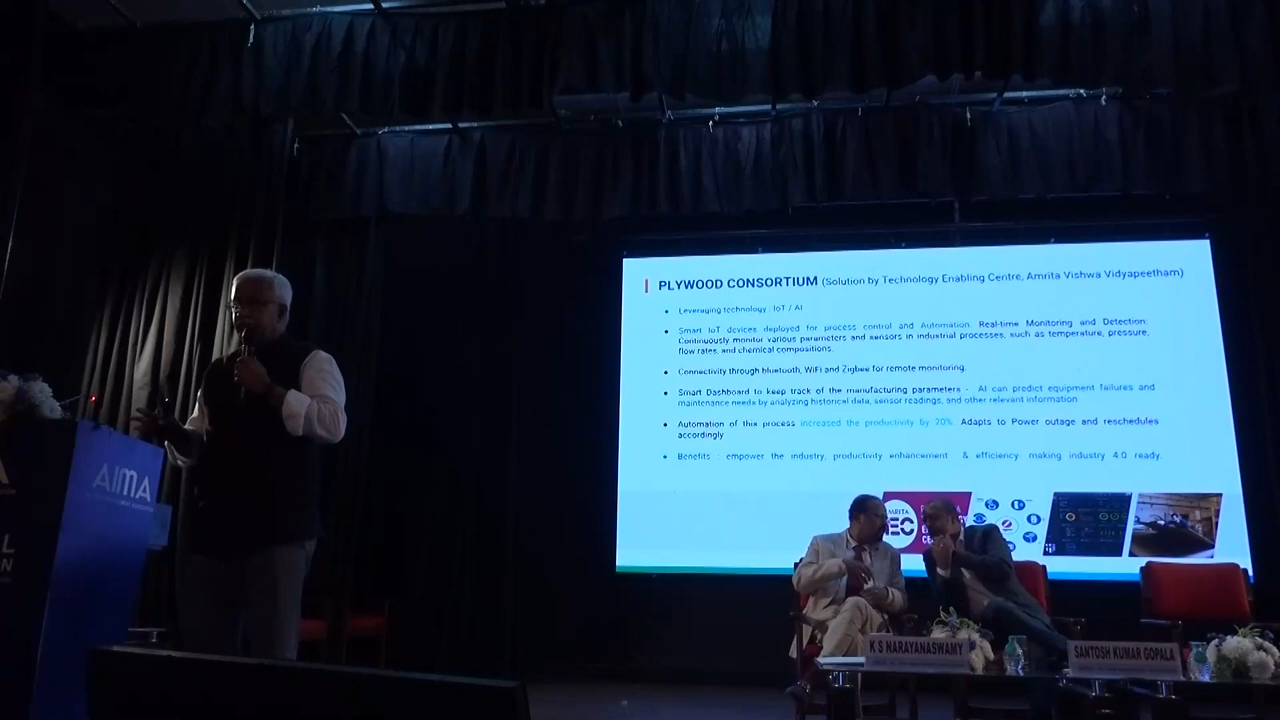 PLYWOOD CONSORTIUM (Solution by Technology Enabling Centre, Amrita Vishwa Vidyapeetham)
• Leveraging technology : IoT / AI
• Smart IoT devices deployed for process control and Automation. Real-time Monitoring and Detection:
Continuously monitor various parameters and sensors in industrial processes, such as temperature, pressure,
flow rates, and chemical compositions.
• Connectivity through bluetooth, WiFi and Zigbee for remote monitoring.
• Smart Dashboard to keep track of the manufacturing parameters - AI can predict equipment failures and
maintenance needs by analyzing historical data, sensor readings, and other relevant information
• Automation of this process increased the productivity by 20%. Adapts to Power outage and reschedules
accordingly
• Benefits : empower the industry, productivity enhancement & efficiency making industry 4.0 ready.
AIMA
K S NARAYANASWAMY
SANTOSH KUMAR GOPALA